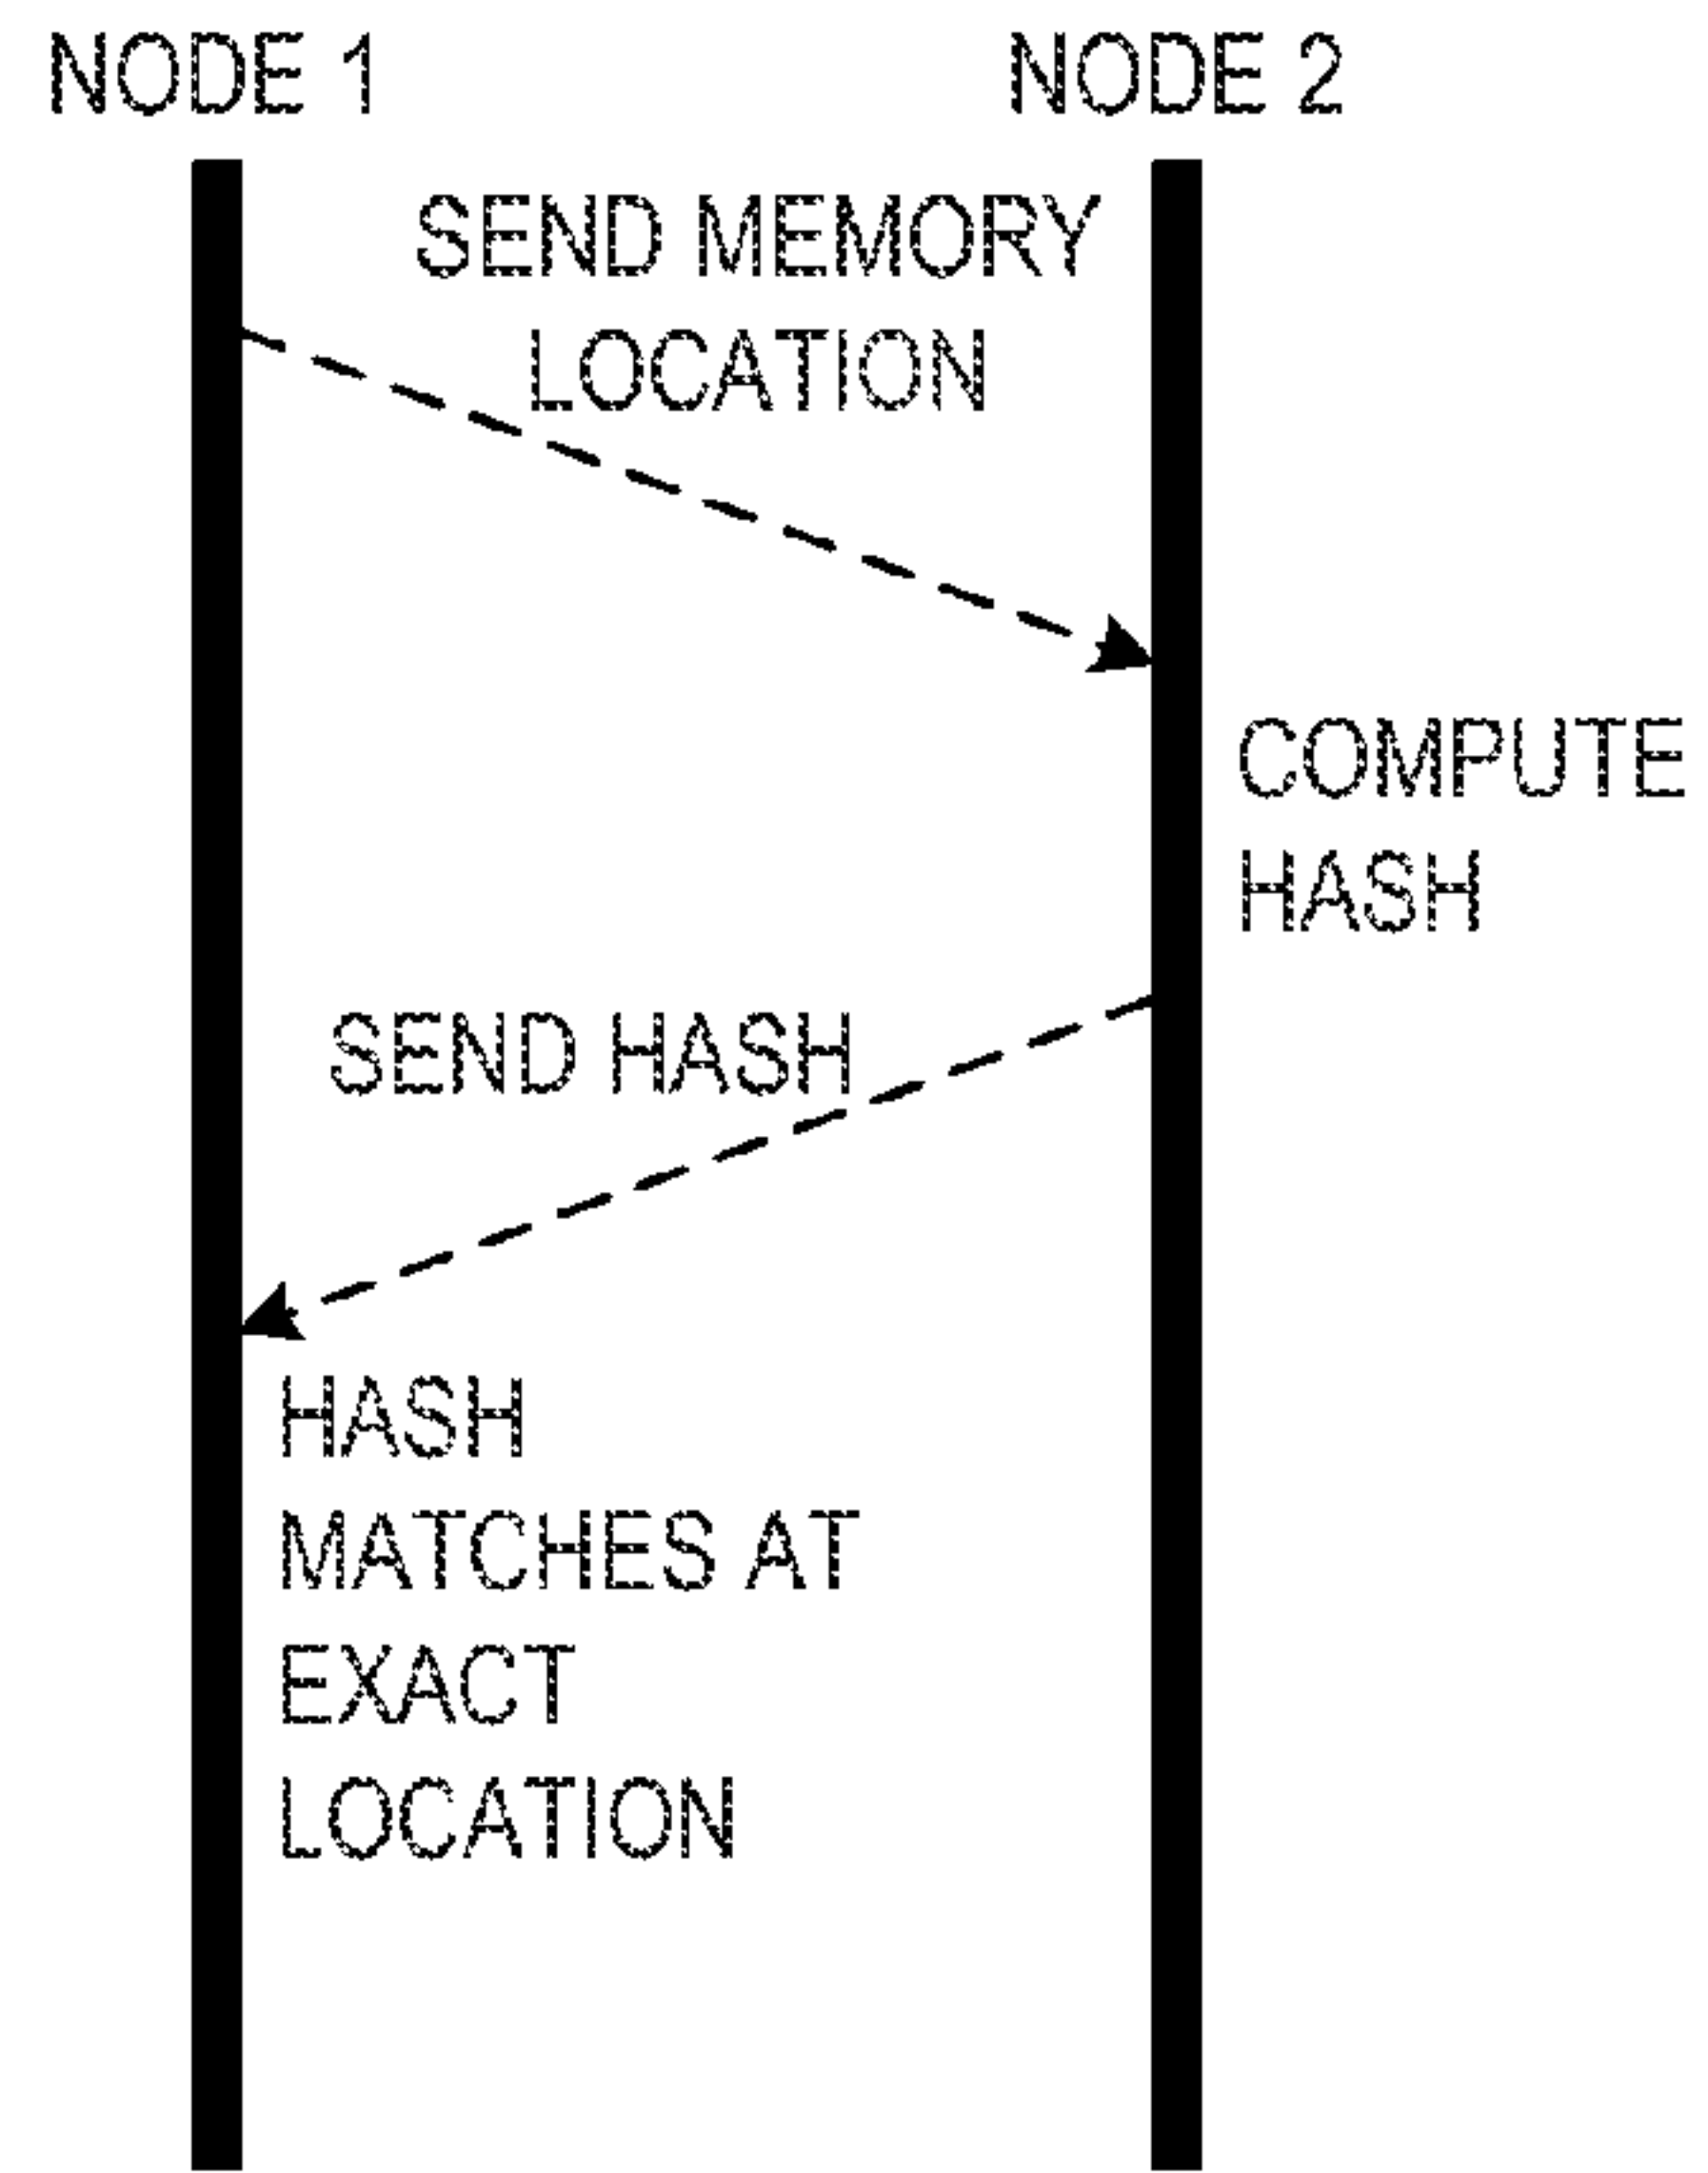 NODE 1
NODE 2
SEND MEMORY
LOCATION
COMPUTE
HASH
SEND HASH
HASH
MATCHES AT
EXACT
LOCATION